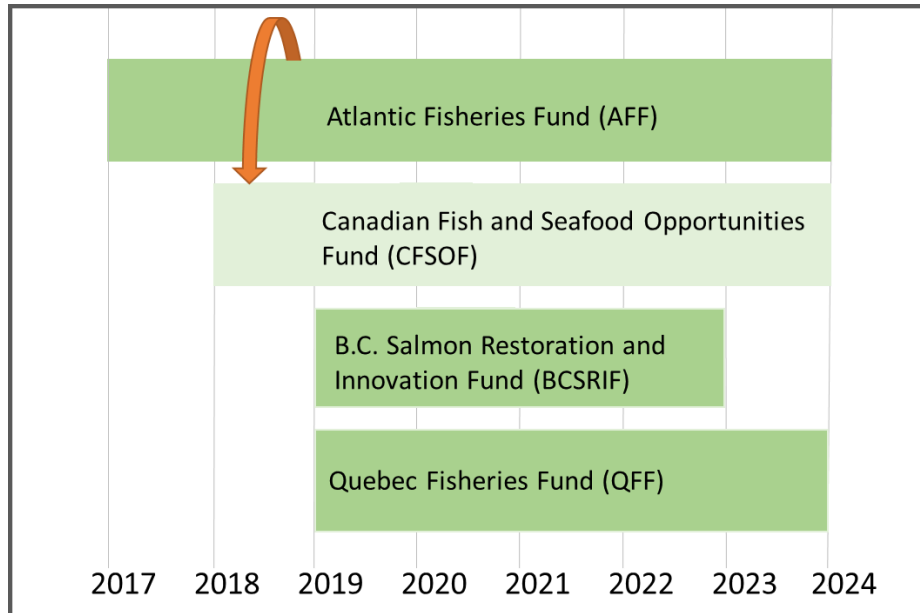 Atlantic Fisheries Fund (AFF)
Canadian Fish and Seafood Opportunities
Fund (CFSOF)
B.C. Salmon Restoration and
Innovation Fund (BCSRIF)
Quebec Fisheries Fund (QFF)
2017 2018 2019 2020 2021 2022 2023 2024